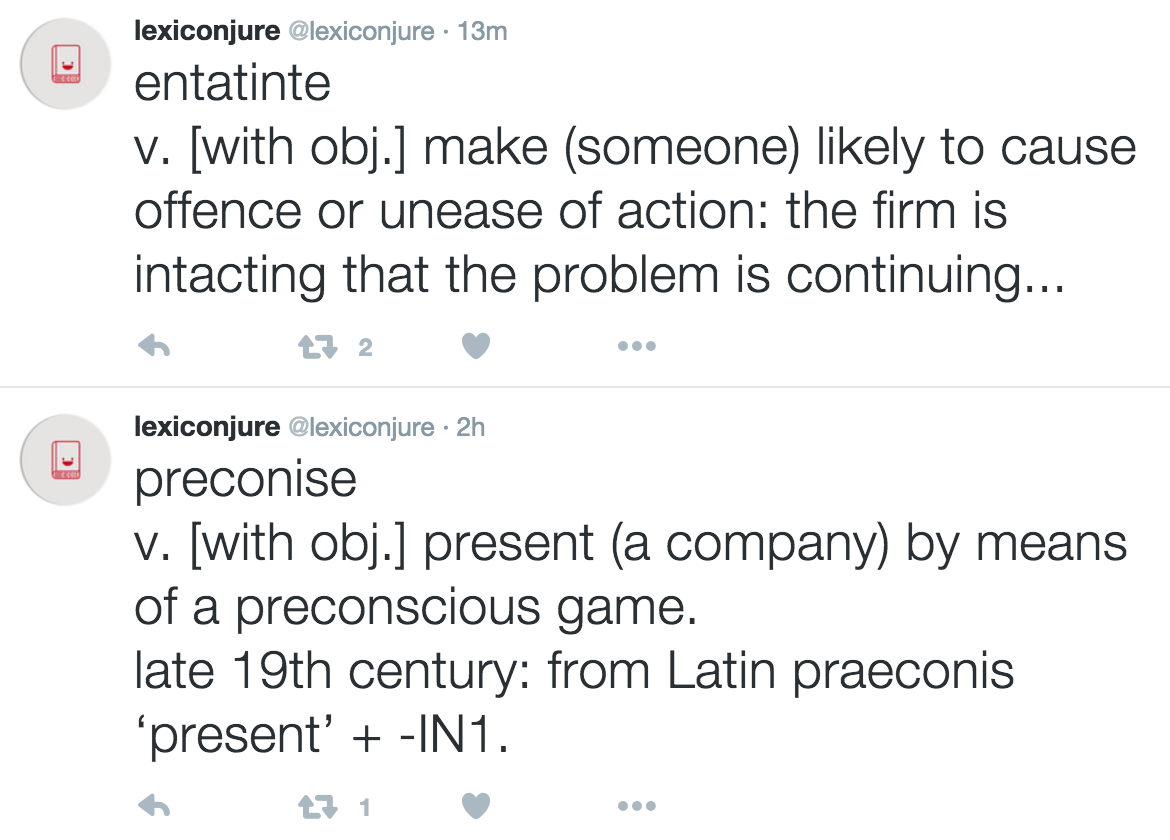 lexiconjure @lexiconjure · 13m
entatinte
v. [with obj.] make (someone) likely to cause
offence or unease of action: the firm is
intacting that the problem is continuing...
2
lexiconjure @lexiconjure · 2h
preconise
v. [with obj.] present (a company) by means
of a preconscious game.
late 19th century: from Latin praeconis
‘present’ + -IN1.
1